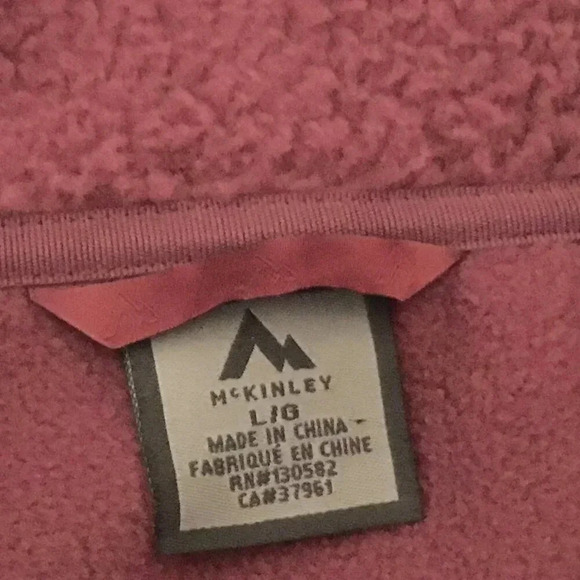 McKINLEY
L/G
MADE IN CHINA
FABRIQUÉ EN CHINE
RN#130582
CA#37961